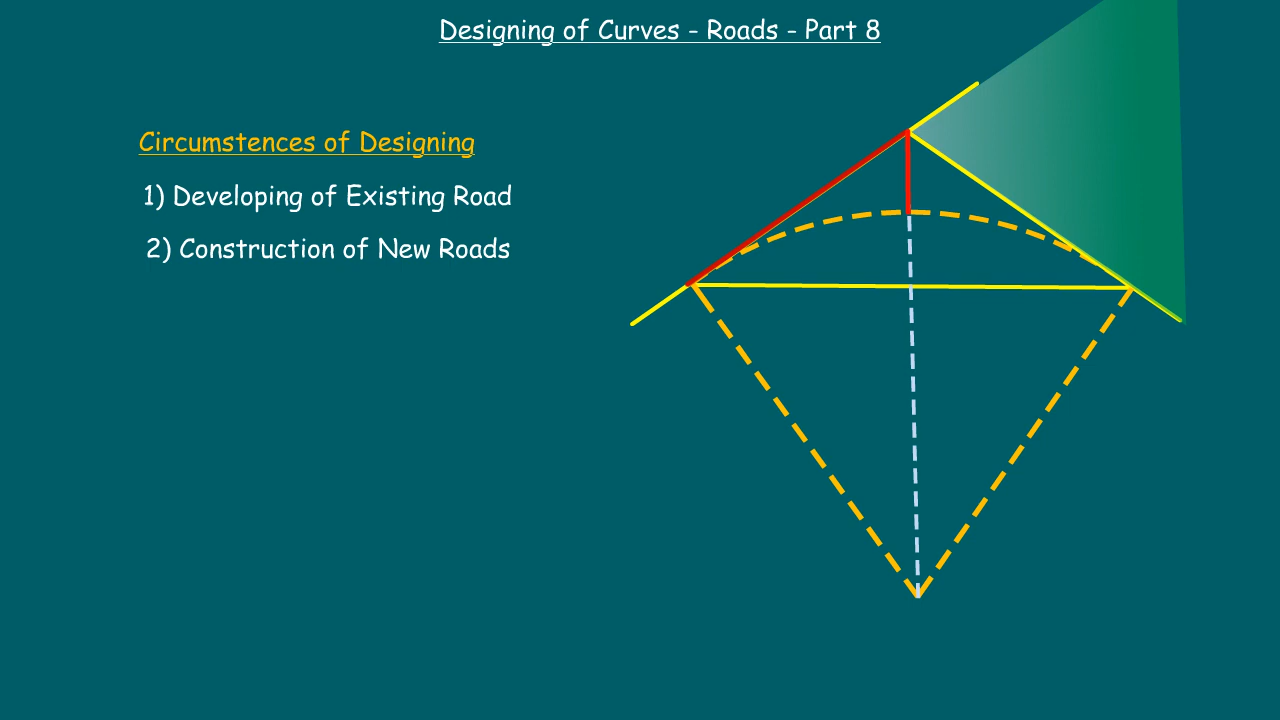 Designing of Curves - Roads - Part 8
Circumstences of Designing
1) Developing of Existing Road
2) Construction of New Roads